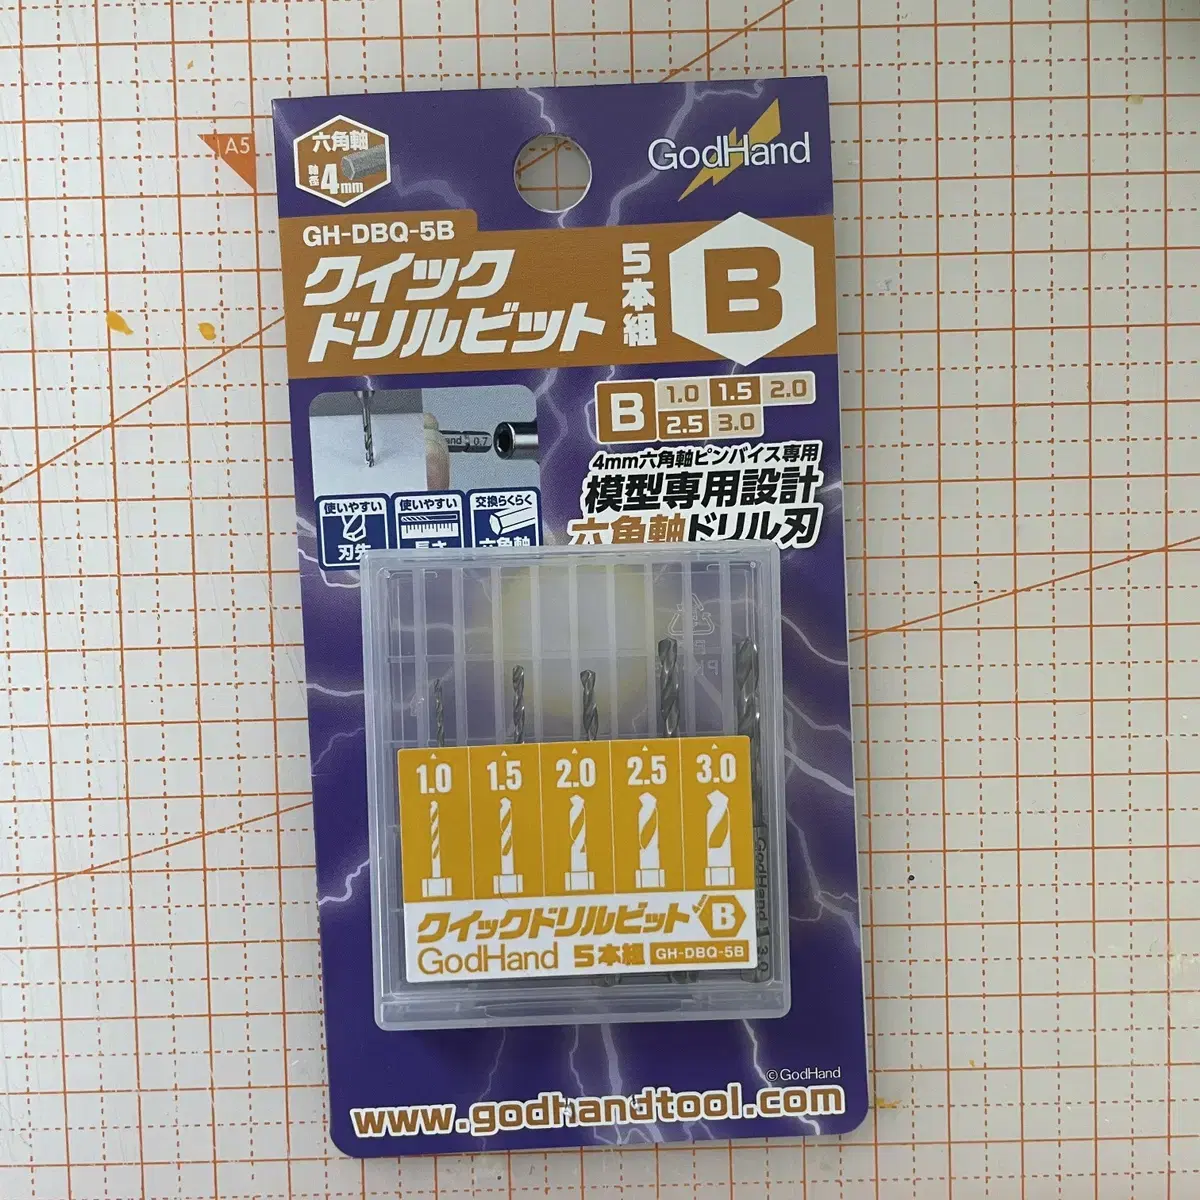 A5
六角軸
軸径 4mm
GodHand
GH-DBQ-5B
クイック
ドリルビット
5本組
B
B 1.0 1.5 2.0
2.5 3.0
4mm六角軸ピンバイス専用
模型専用設計
六角軸ドリル刃
0.7
使いやすい
刃先
使いやすい
長さ
交換らくらく
六角軸
1.0 1.5 2.0 2.5 3.0
クイックドリルビット B
GodHand 5本組 GH-DBQ-5B
GodHand 3.0
© GodHand
www.godhandtool.com